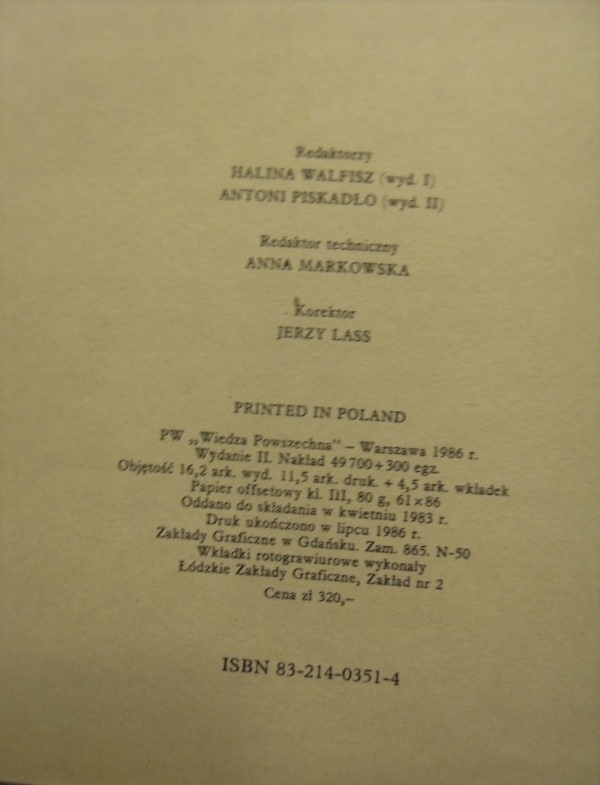 Redaktorzy
HALINA WALFISZ (wyd. I)
ANTONI PISKADŁO (wyd. II)
Redaktor techniczny
ANNA MARKOWSKA
Korektor
JERZY LASS
PRINTED IN POLAND
PW „Wiedza Powszechna” – Warszawa 1986 r.
Wydanie II. Nakład 49 700 + 300 egz.
Objętość 16,2 ark. wyd. 11,5 ark. druk. + 4,5 ark. wkładek
Papier offsetowy kl. III, 80 g, 61 × 86
Oddano do składania w kwietniu 1983 r.
Druk ukończono w lipcu 1986 r.
Zakłady Graficzne w Gdańsku. Zam. 865. N-50
Wkładki rotograwiurowe wykonały
Łódzkie Zakłady Graficzne, Zakład nr 2
Cena zł 320,–
ISBN 83-214-0351-4